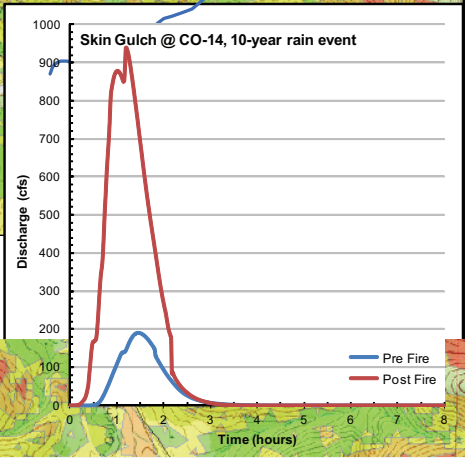 Skin Gulch @ CO-14, 10-year rain event
1000
900
800
700
600
500
400
300
200
100
0
Discharge (cfs)
0 1 2 3 4 5 6 7 8
Time (hours)
Pre Fire
Post Fire